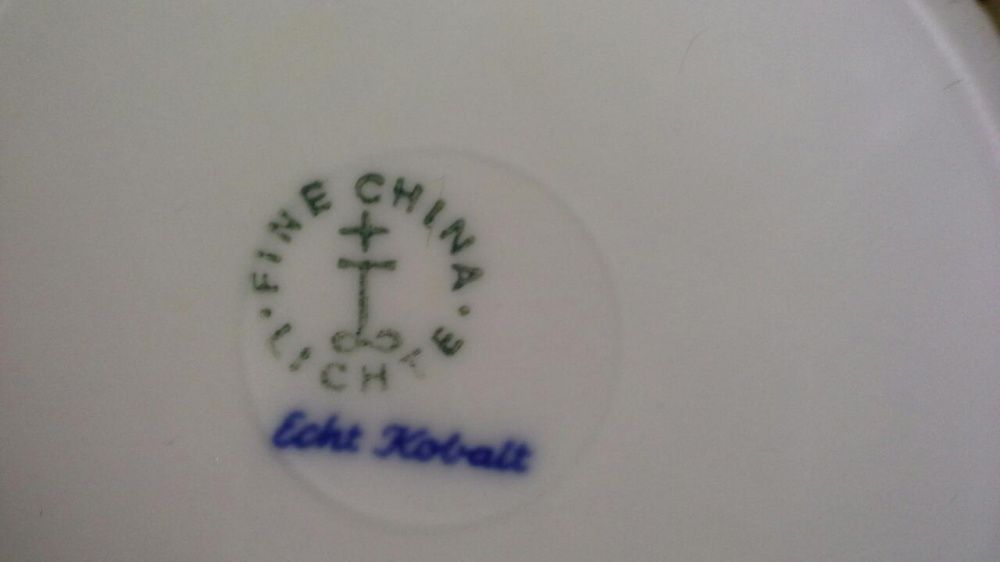 FINE CHINA
LICHTE
Echt Kobalt